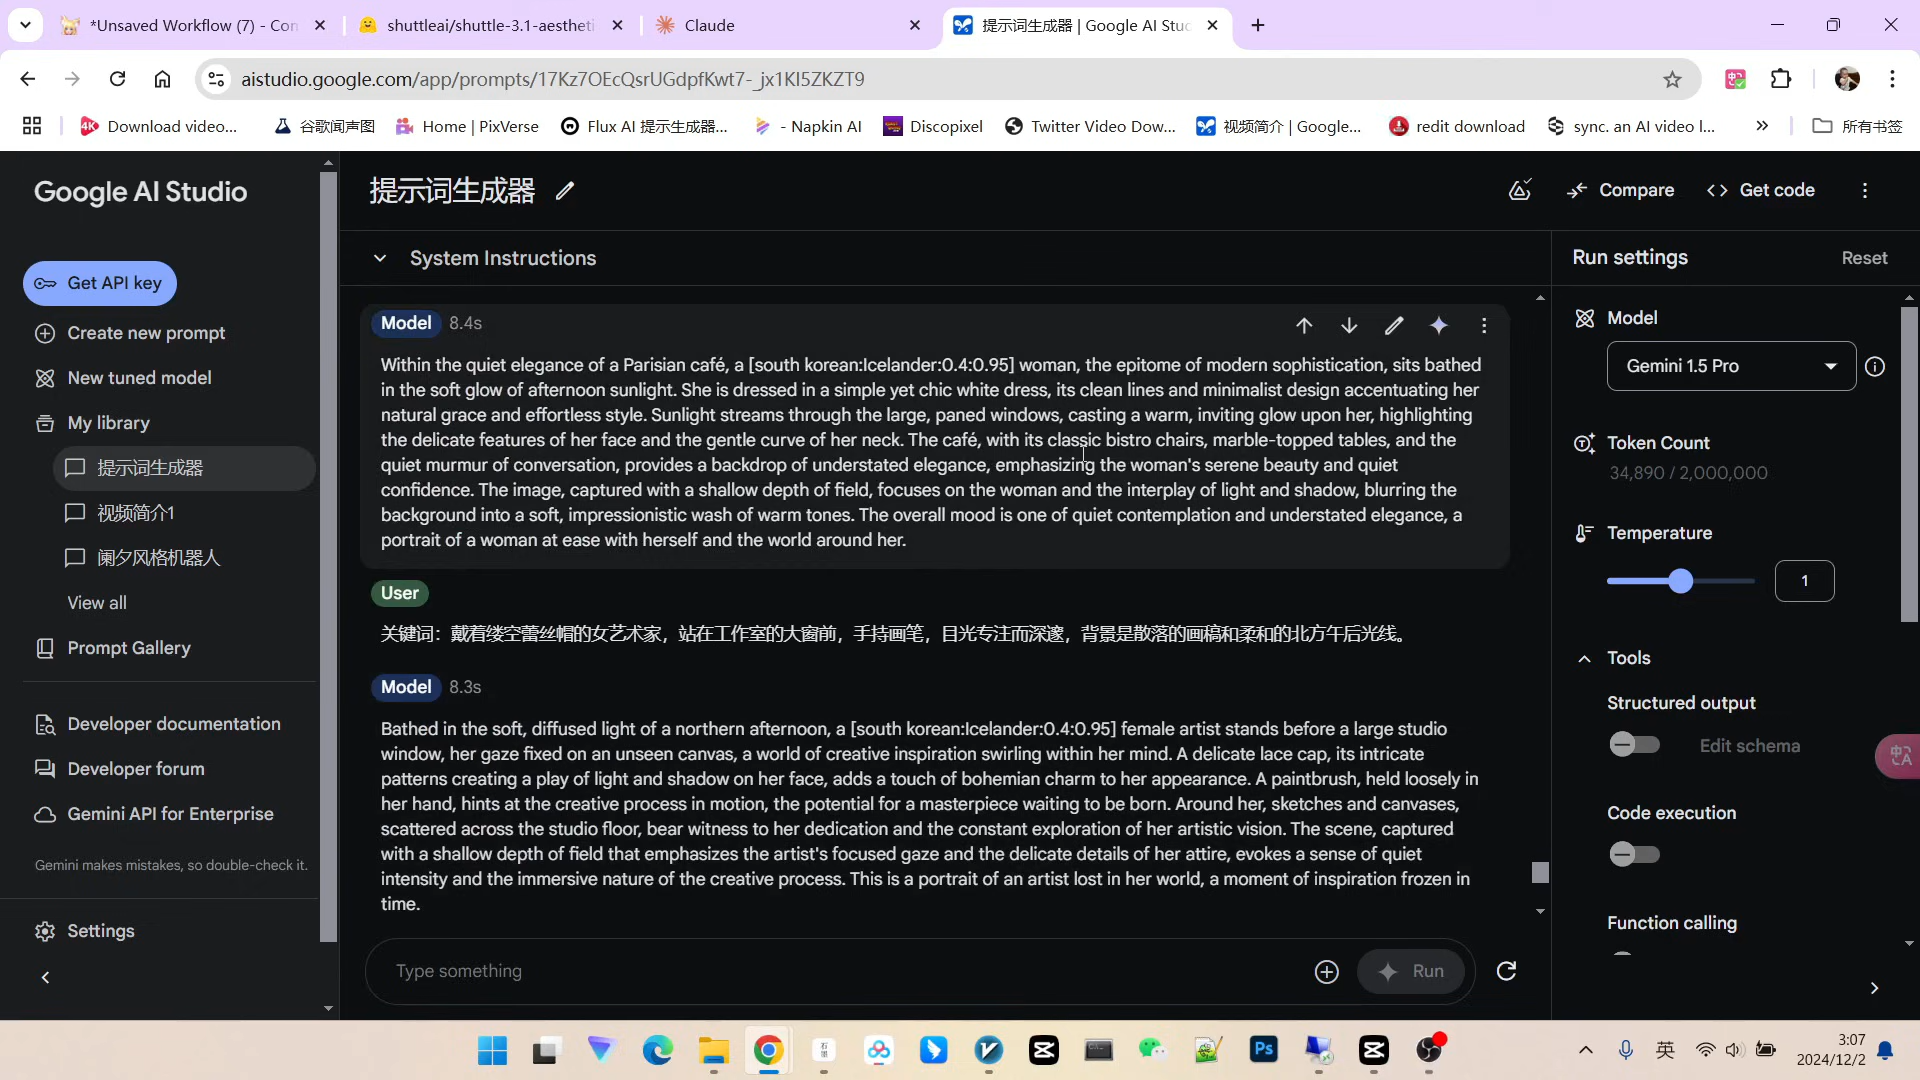 *Unsaved Workflow (7) - Con
shuttleai/shuttle-3.1-aestheti
Claude
提示词生成器 | Google AI Stud
aistudio.google.com/app/prompts/17Kz7OEcQsrUGdpfKwt7-_jx1KI5ZKZT9
4K
Download video...
谷歌闻声图
Home | PixVerse
Flux AI 提示生成器...
- Napkin AI
Discopixel
Twitter Video Dow...
视频简介 | Google...
redit download
sync. an AI video l...
所有书签
Google AI Studio
提示词生成器
Compare
Get code
System Instructions
Run settings
Reset
Get API key
Create new prompt
New tuned model
My library
提示词生成器
视频简介1
阑夕风格机器人
View all
Prompt Gallery
Developer documentation
Developer forum
Gemini API for Enterprise
Gemini makes mistakes, so double-check it.
Settings
Model 8.4s
Within the quiet elegance of a Parisian café, a [south korean:Icelander:0.4:0.95] woman, the epitome of modern sophistication, sits bathed
in the soft glow of afternoon sunlight. She is dressed in a simple yet chic white dress, its clean lines and minimalist design accentuating her
natural grace and effortless style. Sunlight streams through the large, paned windows, casting a warm, inviting glow upon her, highlighting
the delicate features of her face and the gentle curve of her neck. The café, with its classic bistro chairs, marble-topped tables, and the
quiet murmur of conversation, provides a backdrop of understated elegance, emphasizing the woman's serene beauty and quiet
confidence. The image, captured with a shallow depth of field, focuses on the woman and the interplay of light and shadow, blurring the
background into a soft, impressionistic wash of warm tones. The overall mood is one of quiet contemplation and understated elegance, a
portrait of a woman at ease with herself and the world around her.
User
关键词：戴着缕空蕾丝帽的女艺术家，站在工作室的大窗前，手持画笔，目光专注而深邃，背景是散落的画稿和柔和的北方午后光线。
Model 8.3s
Bathed in the soft, diffused light of a northern afternoon, a [south korean:Icelander:0.4:0.95] female artist stands before a large studio
window, her gaze fixed on an unseen canvas, a world of creative inspiration swirling within her mind. A delicate lace cap, its intricate
patterns creating a play of light and shadow on her face, adds a touch of bohemian charm to her appearance. A paintbrush, held loosely in
her hand, hints at the creative process in motion, the potential for a masterpiece waiting to be born. Around her, sketches and canvases,
scattered across the studio floor, bear witness to her dedication and the constant exploration of her artistic vision. The scene, captured
with a shallow depth of field that emphasizes the artist's focused gaze and the delicate details of her attire, evokes a sense of quiet
intensity and the immersive nature of the creative process. This is a portrait of an artist lost in her world, a moment of inspiration frozen in
time.
Type something
Run
Model
Gemini 1.5 Pro
Token Count
34,890 / 2,000,000
Temperature
1
Tools
Structured output
Edit schema
Code execution
Function calling
Ps
英
3:07
2024/12/2